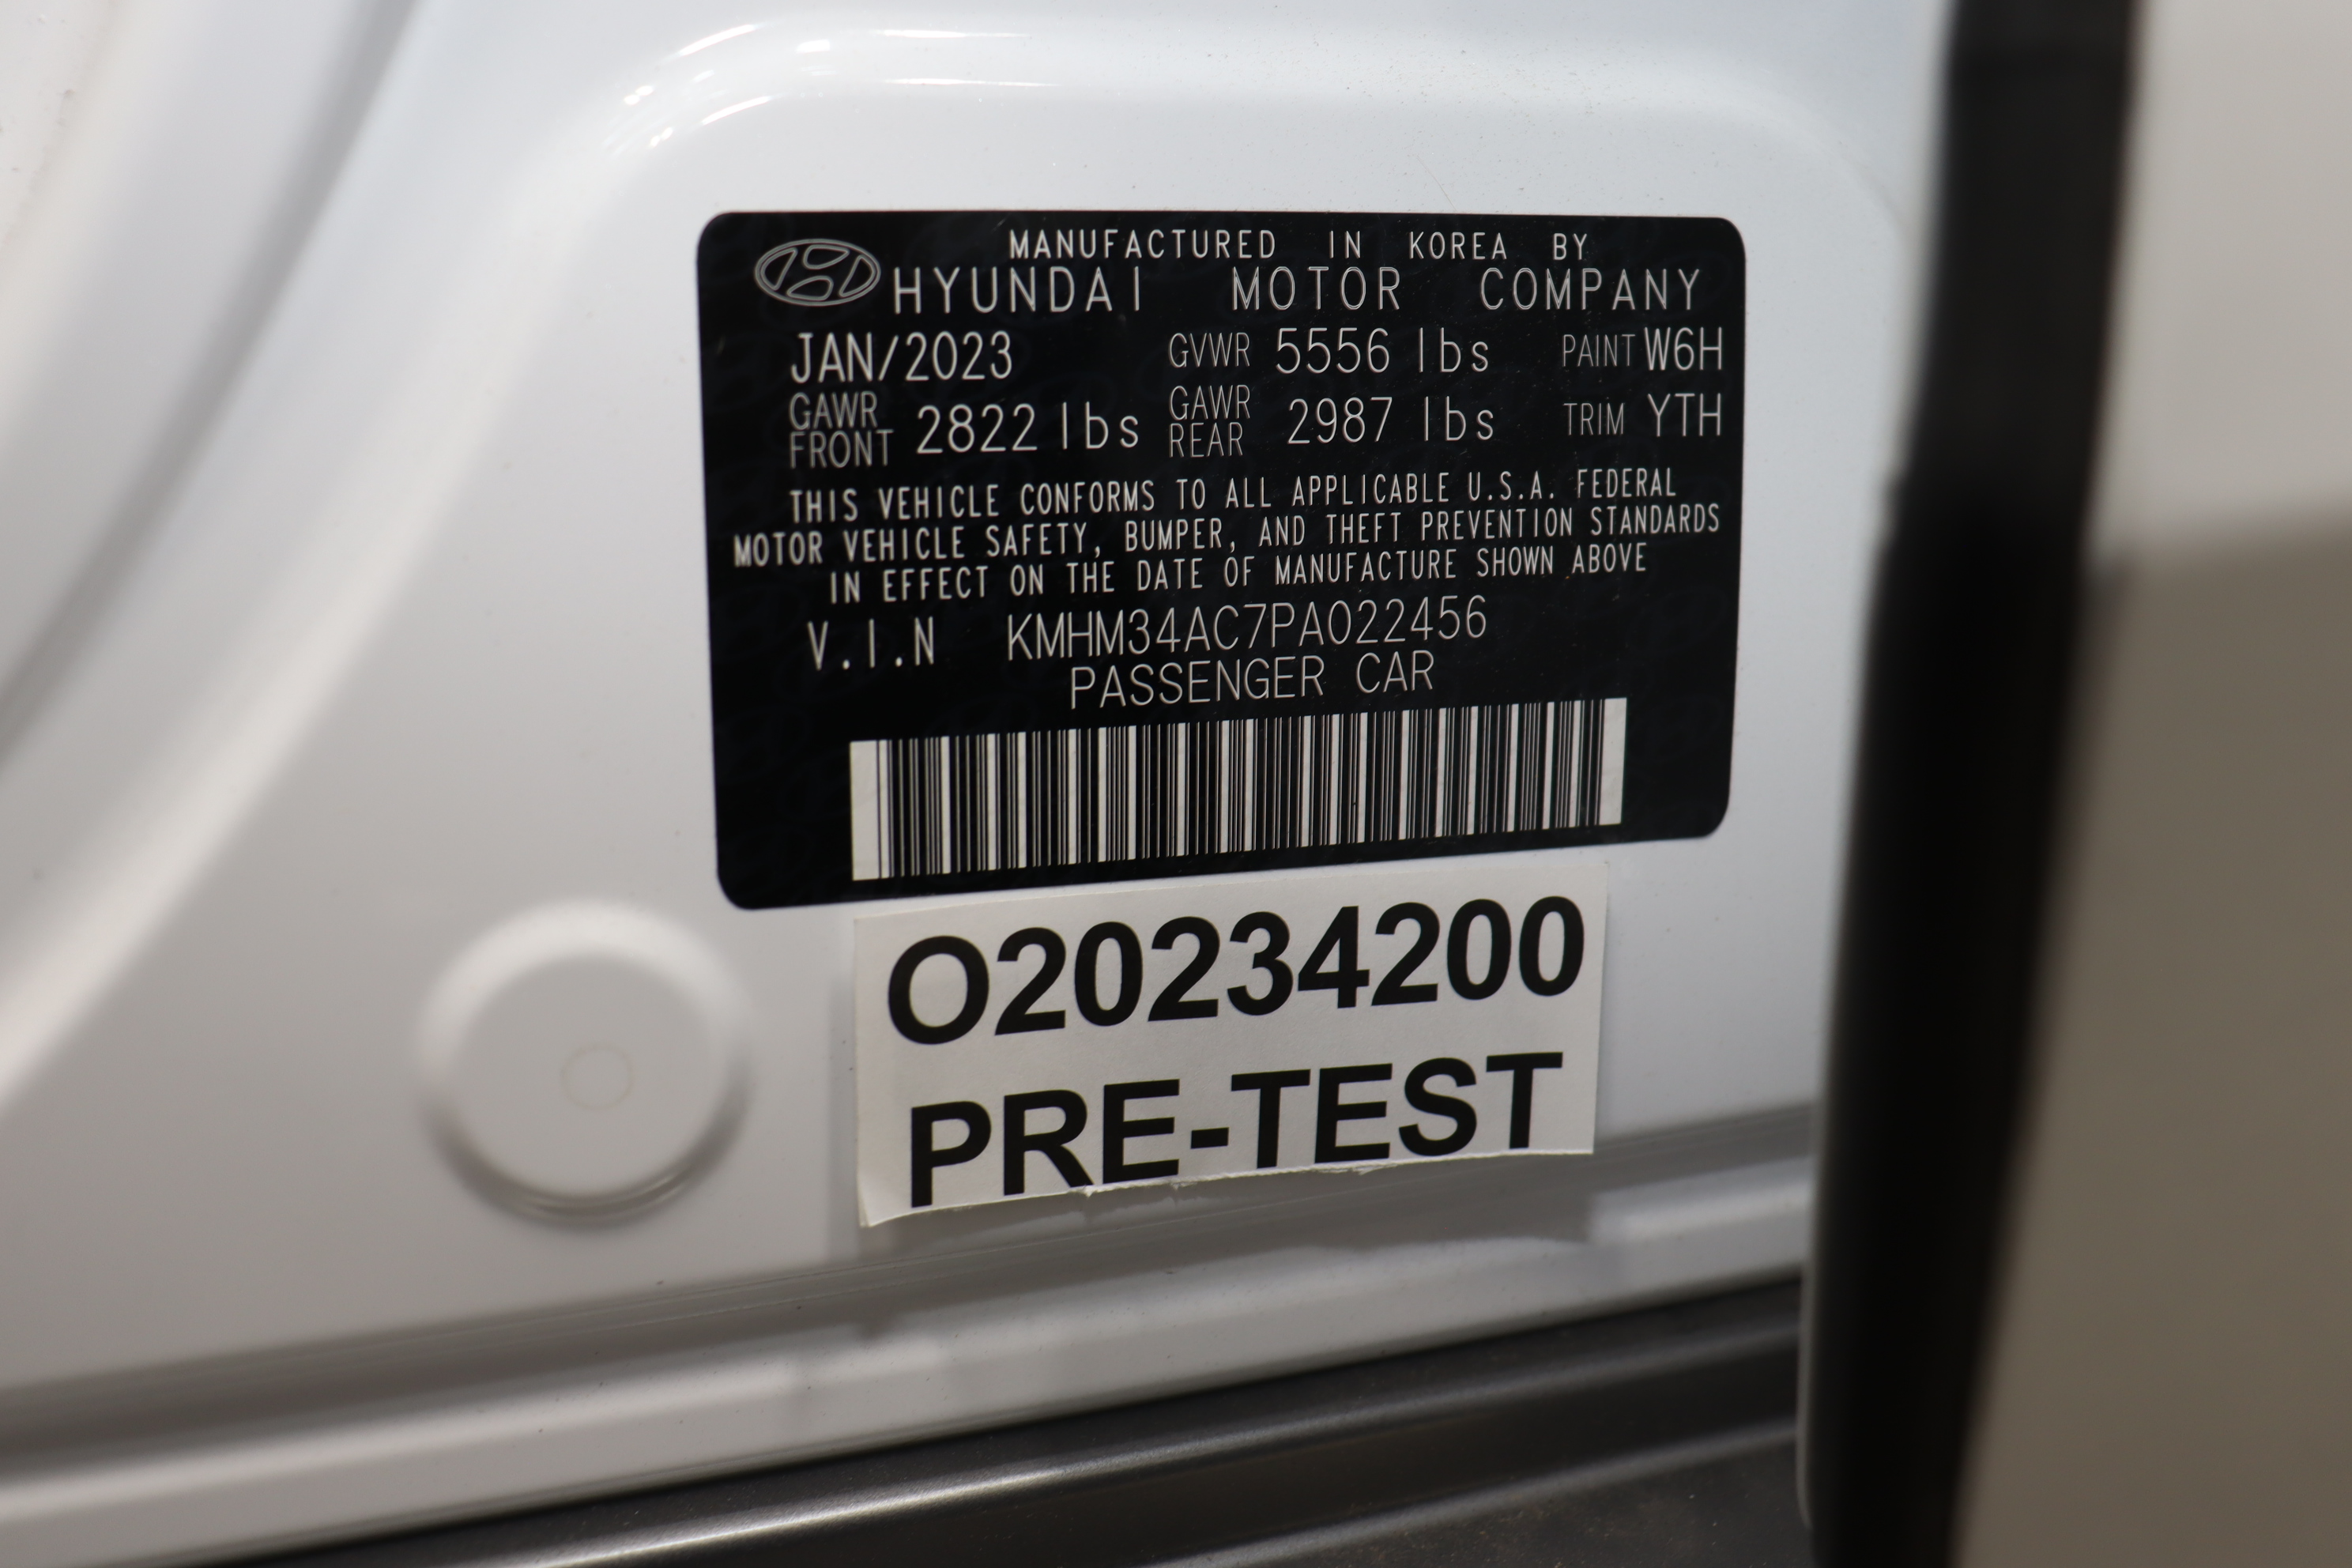 MANUFACTURED IN KOREA BY
HYUNDAI MOTOR COMPANY
JAN/2023 GVWR 5556 lbs PAINT W6H
GAWR FRONT 2822 lbs GAWR REAR 2987 lbs TRIM YTH
THIS VEHICLE CONFORMS TO ALL APPLICABLE U.S.A. FEDERAL
MOTOR VEHICLE SAFETY, BUMPER, AND THEFT PREVENTION STANDARDS
IN EFFECT ON THE DATE OF MANUFACTURE SHOWN ABOVE
V.I.N KMHM34AC7PA022456
PASSENGER CAR
O20234200
PRE-TEST